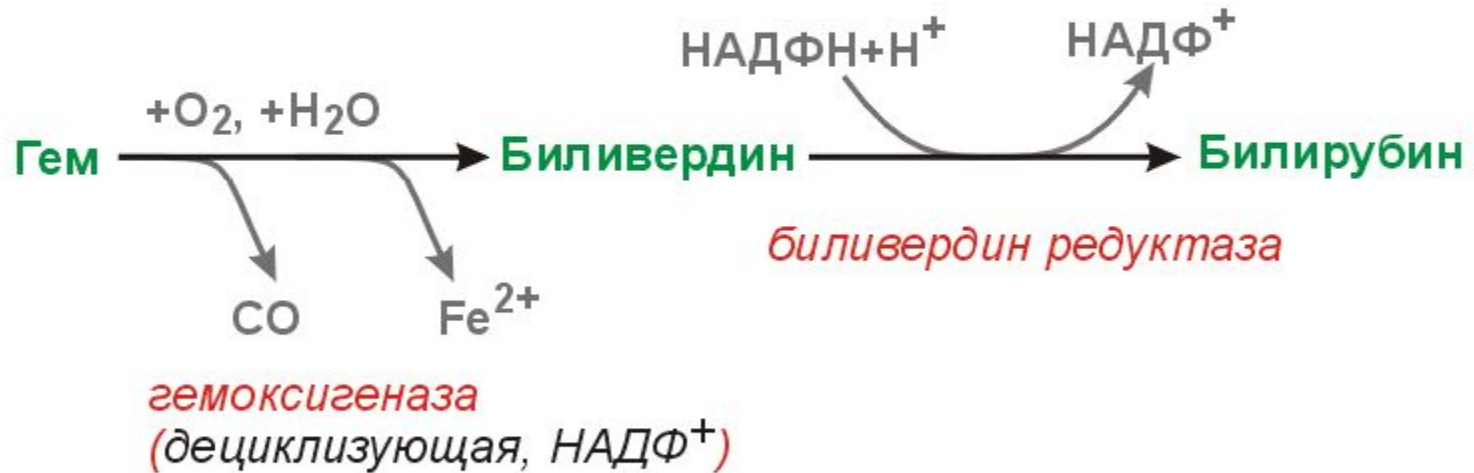 НАДФН+Н⁺ НАДФ⁺
+O₂, +H₂O
Гем Биливердин Билирубин
биливердин редуктаза
CO Fe²⁺
гемоксигеназа
(дециклизующая, НАДФ⁺)